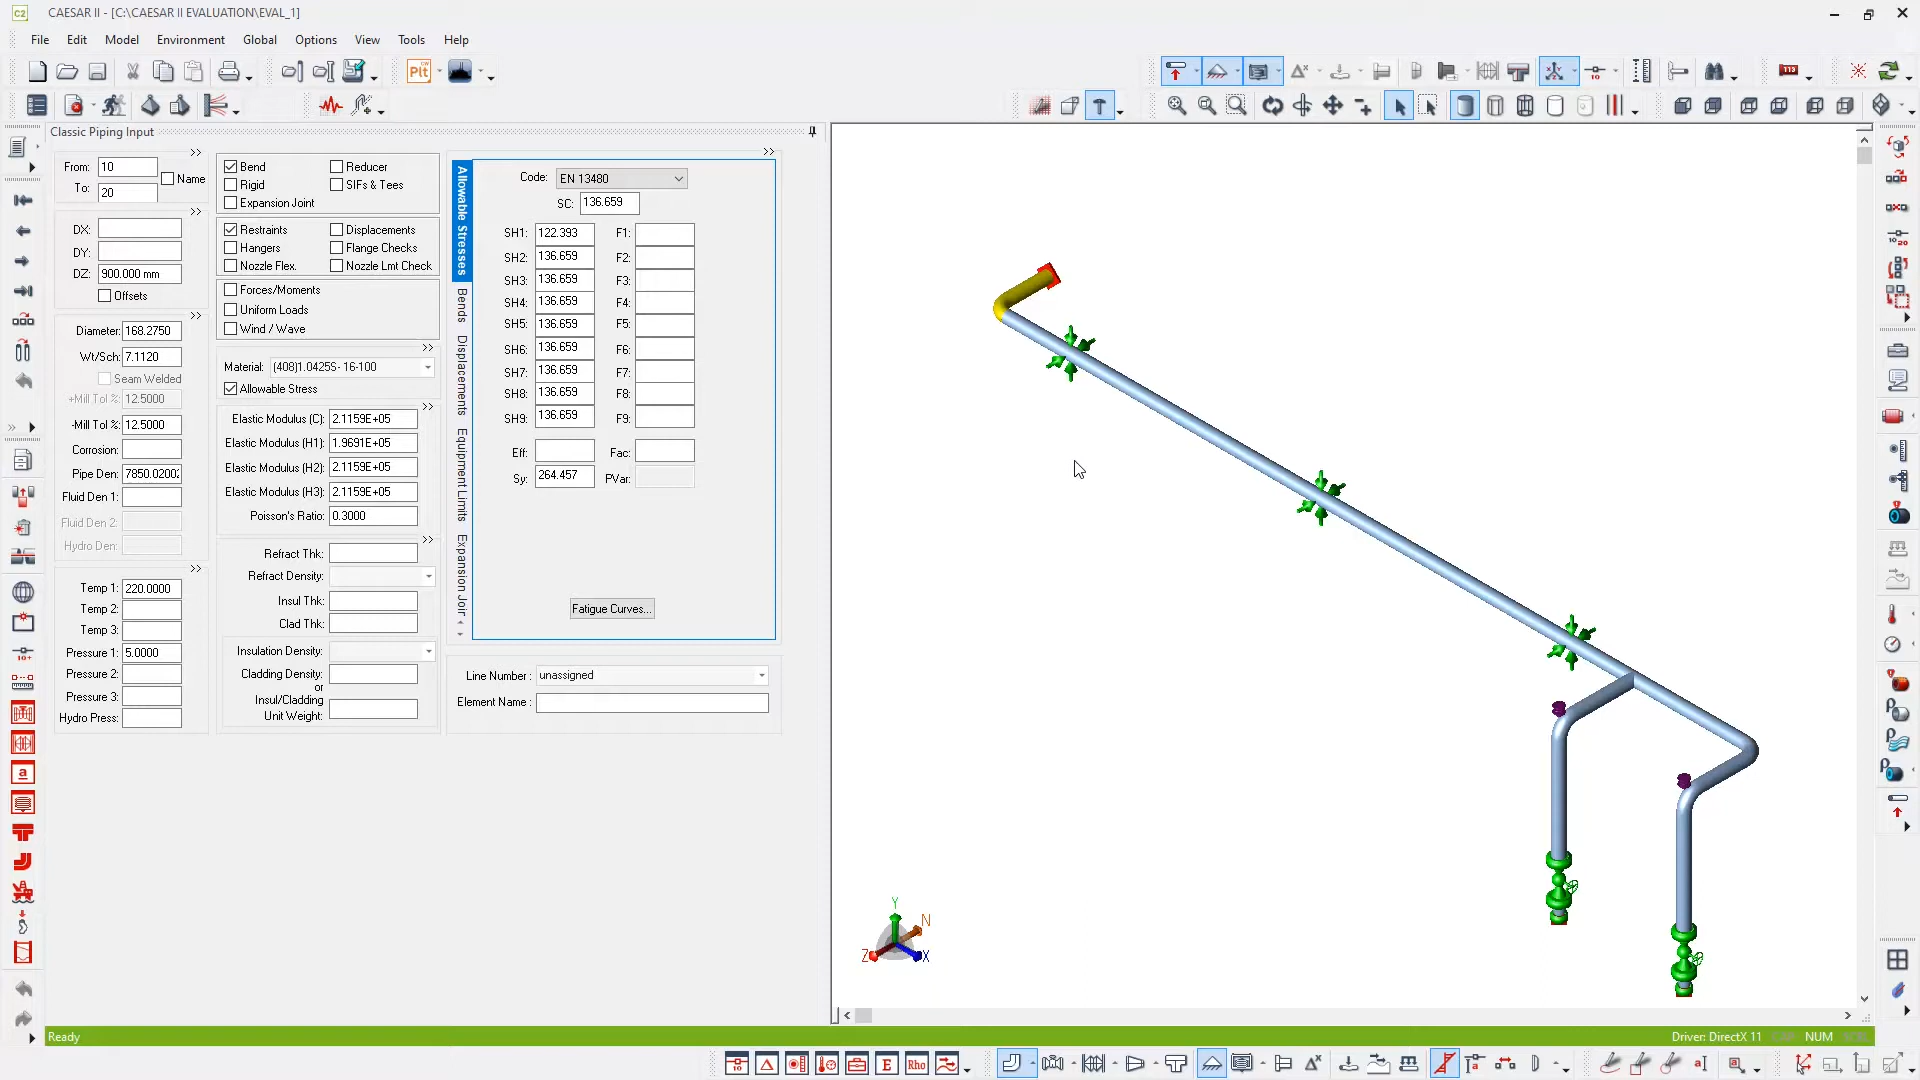 C2 CAESAR II - [C:\CAESAR II EVALUATION\EVAL_1]
File Edit Model Environment Global Options View Tools Help
Plt
113
Classic Piping Input
From: 10
To: 20
Name
DX:
DY:
DZ: 900.000 mm
Offsets
Diameter: 168.2750
Wt/Sch: 7.1120
Seam Welded
+Mill Tol %: 12.5000
-Mill Tol %: 12.5000
Corrosion:
Pipe Den: 7850.02002
Fluid Den 1:
Fluid Den 2:
Hydro Den:
Temp 1: 220.0000
Temp 2:
Temp 3:
Pressure 1: 5.0000
Pressure 2:
Pressure 3:
Hydro Press:
Bend Reducer
Rigid SIFs & Tees
Expansion Joint
Restraints Displacements
Hangers Flange Checks
Nozzle Flex. Nozzle Lmt Check
Forces/Moments
Uniform Loads
Wind / Wave
Material: (408)1.0425S- 16-100
Allowable Stress
Elastic Modulus (C): 2.1159E+05
Elastic Modulus (H1): 1.9691E+05
Elastic Modulus (H2): 2.1159E+05
Elastic Modulus (H3): 2.1159E+05
Poisson's Ratio: 0.3000
Refract Thk:
Refract Density:
Insul Thk:
Clad Thk:
Insulation Density:
Cladding Density:
or
Insul/Cladding
Unit Weight:
Allowable Stresses
Bends
Displacements
Equipment Limits
Expansion Joir
Code: EN 13480
SC: 136.659
SH1: 122.393 F1:
SH2: 136.659 F2:
SH3: 136.659 F3:
SH4: 136.659 F4:
SH5: 136.659 F5:
SH6: 136.659 F6:
SH7: 136.659 F7:
SH8: 136.659 F8:
SH9: 136.659 F9:
Eff: Fac:
Sy: 264.457 PVar:
Fatigue Curves...
Line Number : unassigned
Element Name :
Y
N
Z
X
Ready
Driver: DirectX 11 NUM
E Rho